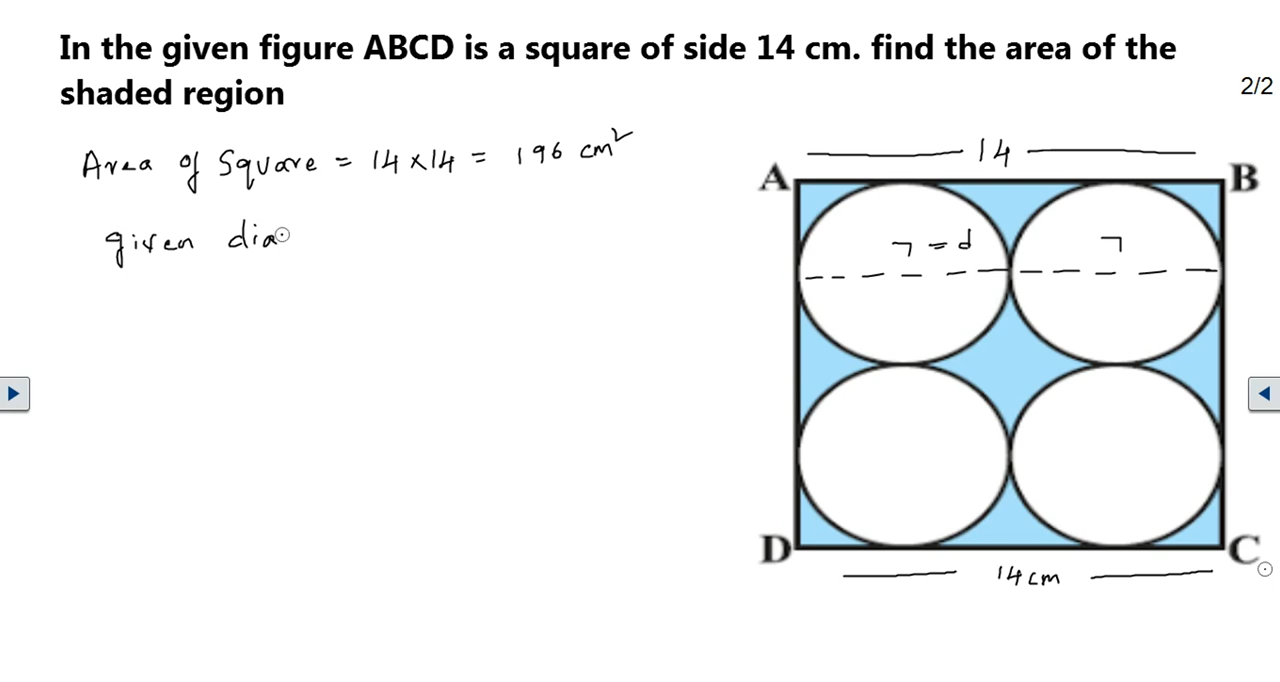 In the given figure ABCD is a square of side 14 cm. find the area of the
shaded region
2/2
Area of Square = 14 × 14 = 196 cm²
given dia
14
A B
7 = d 7
D C
14 cm